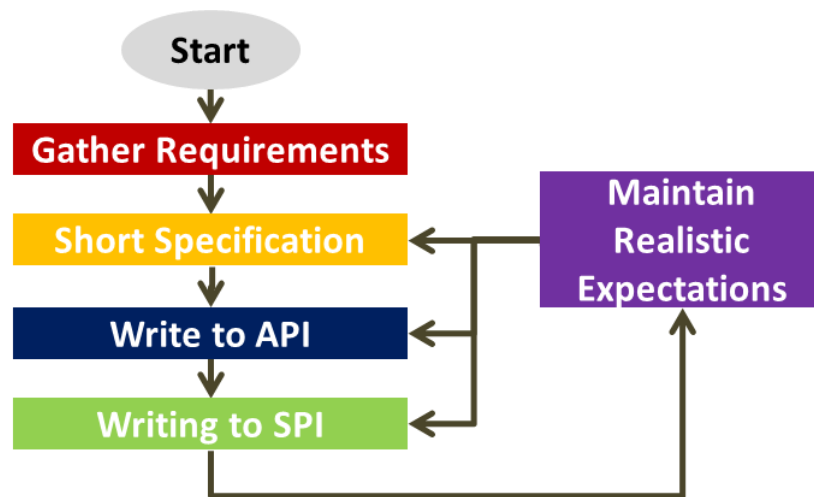 Start
Gather Requirements
Short Specification
Write to API
Writing to SPI
Maintain
Realistic
Expectations